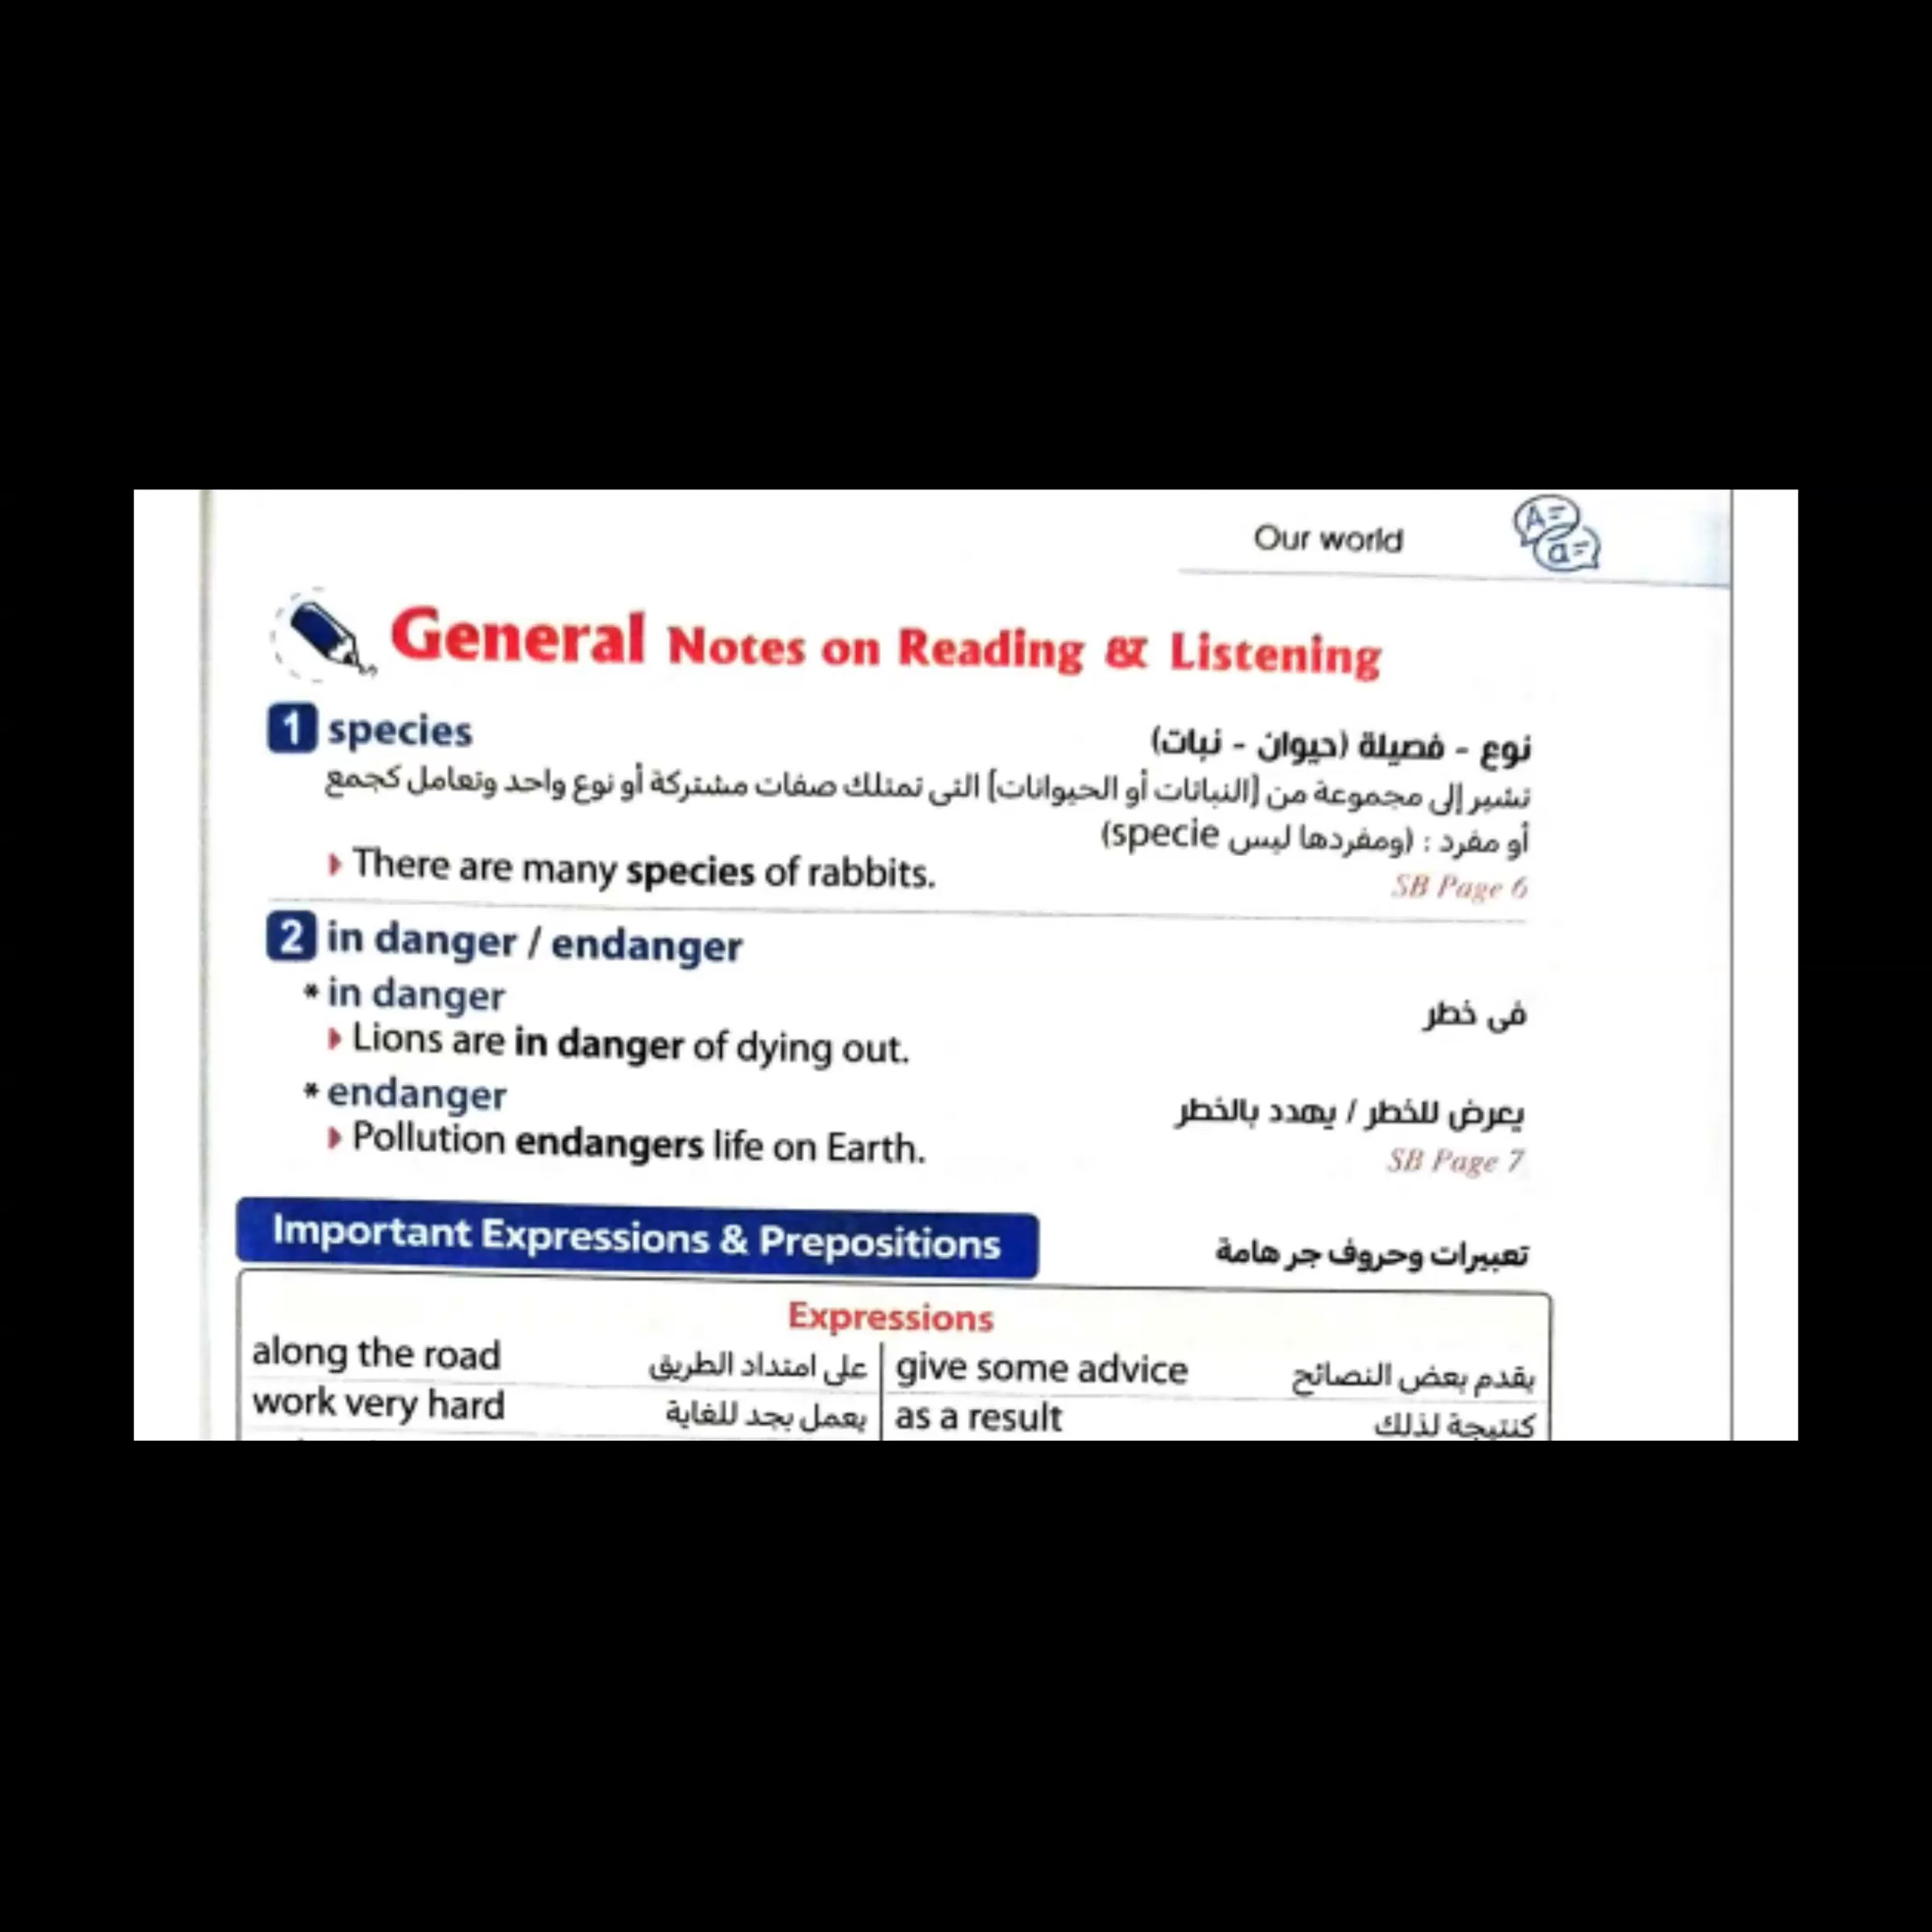 Our world
General Notes on Reading & Listening
1 species نوع - فصيلة (حيوان - نبات)
تشير إلى مجموعة من [النباتات أو الحيوانات] التى تمتلك صفات مشتركة أو نوع واحد وتعامل كجمع
أو مفرد : (ومفردها ليس specie)
There are many species of rabbits. SB Page 6
2 in danger / endanger
* in danger فى خطر
Lions are in danger of dying out.
* endanger يعرض للخطر / يهدد بالخطر
Pollution endangers life on Earth. SB Page 7
Important Expressions & Prepositions تعبيرات وحروف جر هامة
Expressions
along the road على امتداد الطريق give some advice يقدم بعض النصائح
work very hard يعمل بجد للغاية as a result كنتيجة لذلك